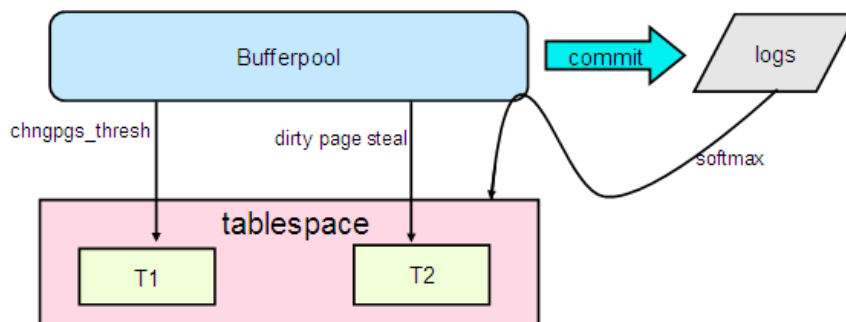 Bufferpool
commit
logs
chngpgs_thresh
dirty page steal
softmax
tablespace
T1
T2